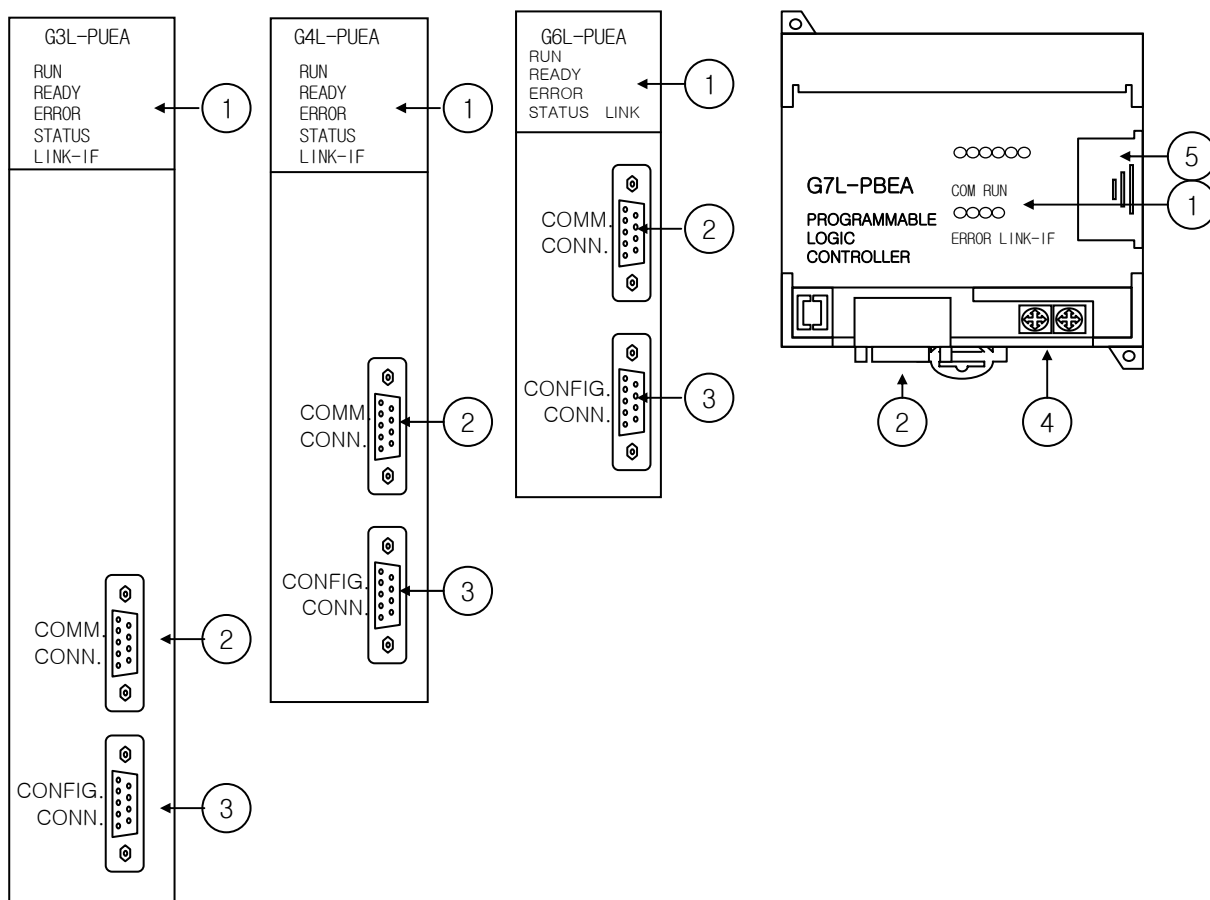 G3L-PUEA
RUN
READY
ERROR
STATUS
LINK-IF
1
COMM.
CONN.
2
CONFIG.
CONN.
3
G4L-PUEA
RUN
READY
ERROR
STATUS
LINK-IF
1
COMM.
CONN.
2
CONFIG.
CONN.
3
G6L-PUEA
RUN
READY
ERROR
STATUS LINK
1
COMM.
CONN.
2
CONFIG.
CONN.
3
G7L-PBEA
PROGRAMMABLE
LOGIC
CONTROLLER
COM RUN
ERROR LINK-IF
5
1
2
4